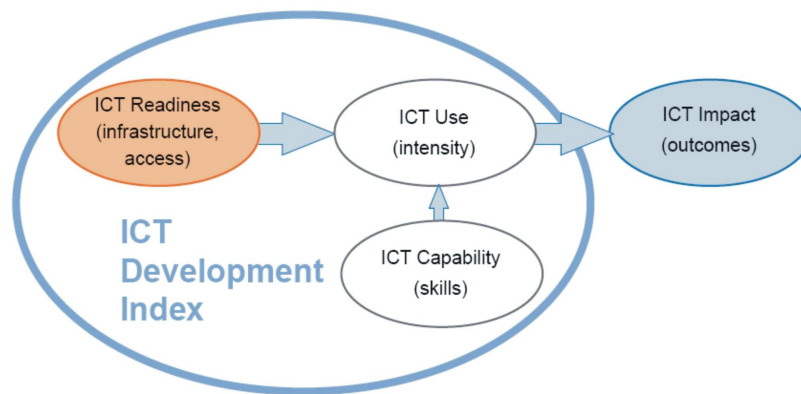 ICT Readiness
(infrastructure,
access)
ICT Use
(intensity)
ICT Impact
(outcomes)
ICT
Development
Index
ICT Capability
(skills)